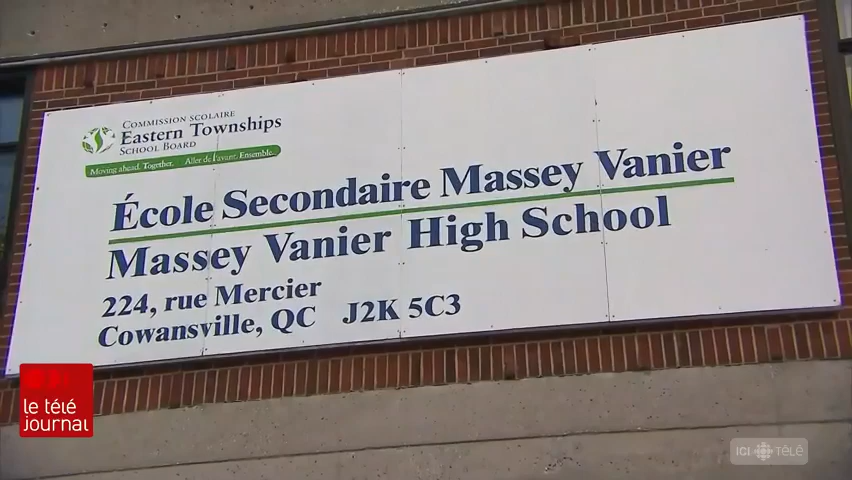 COMMISSION SCOLAIRE
Eastern Townships
SCHOOL BOARD
Moving ahead. Together. Aller de l'avant. Ensemble.
École Secondaire Massey Vanier
Massey Vanier High School
224, rue Mercier
Cowansville, QC J2K 5C3
le télé
journal
ICI TÉLÉ